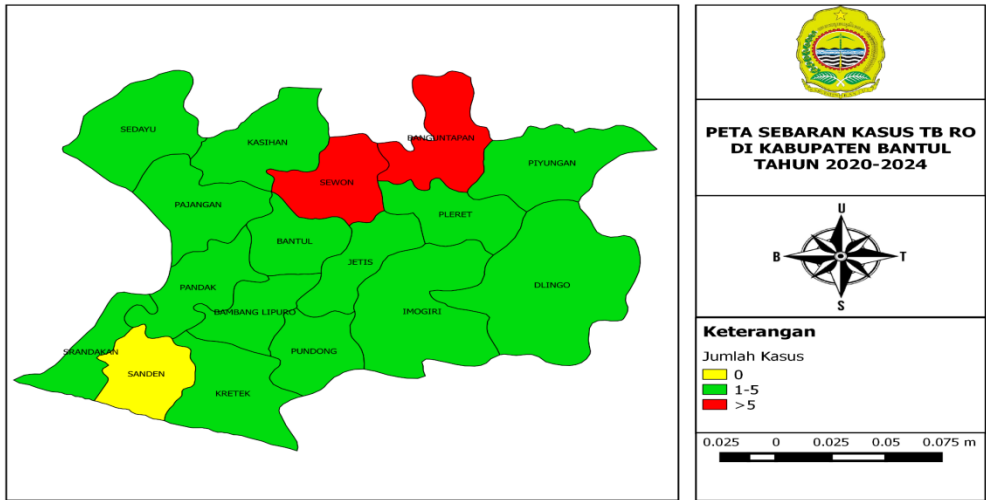 SEDAYU
KASIHAN
BANGUNTAPAN
PIYUNGAN
SEWON
PAJANGAN
PLERET
BANTUL
JETIS
PANDAK
DLINGO
BAMBANG LIPURO
IMOGIRI
SRANDAKAN
PUNDONG
SANDEN
KRETEK
PETA SEBARAN KASUS TB RO
DI KABUPATEN BANTUL
TAHUN 2020-2024
U
B
T
S
Keterangan
Jumlah Kasus
0
1-5
>5
0.025 0 0.025 0.05 0.075 m